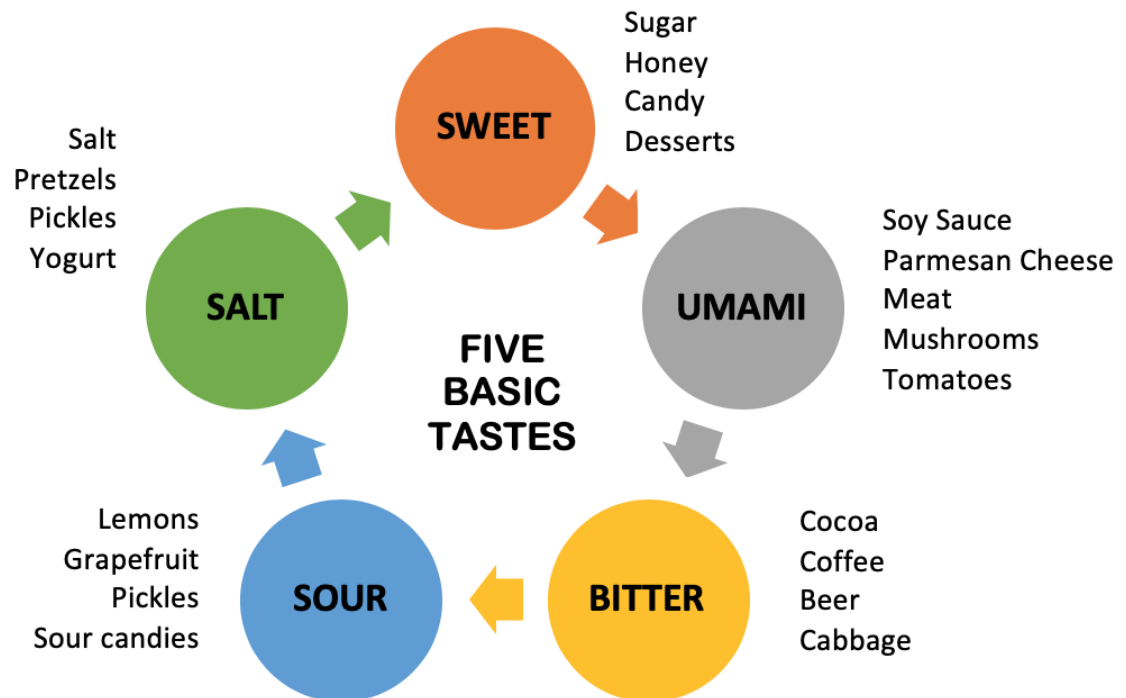 SWEET
Sugar
Honey
Candy
Desserts
UMAMI
Soy Sauce
Parmesan Cheese
Meat
Mushrooms
Tomatoes
BITTER
Cocoa
Coffee
Beer
Cabbage
SOUR
Lemons
Grapefruit
Pickles
Sour candies
SALT
Salt
Pretzels
Pickles
Yogurt
FIVE
BASIC
TASTES